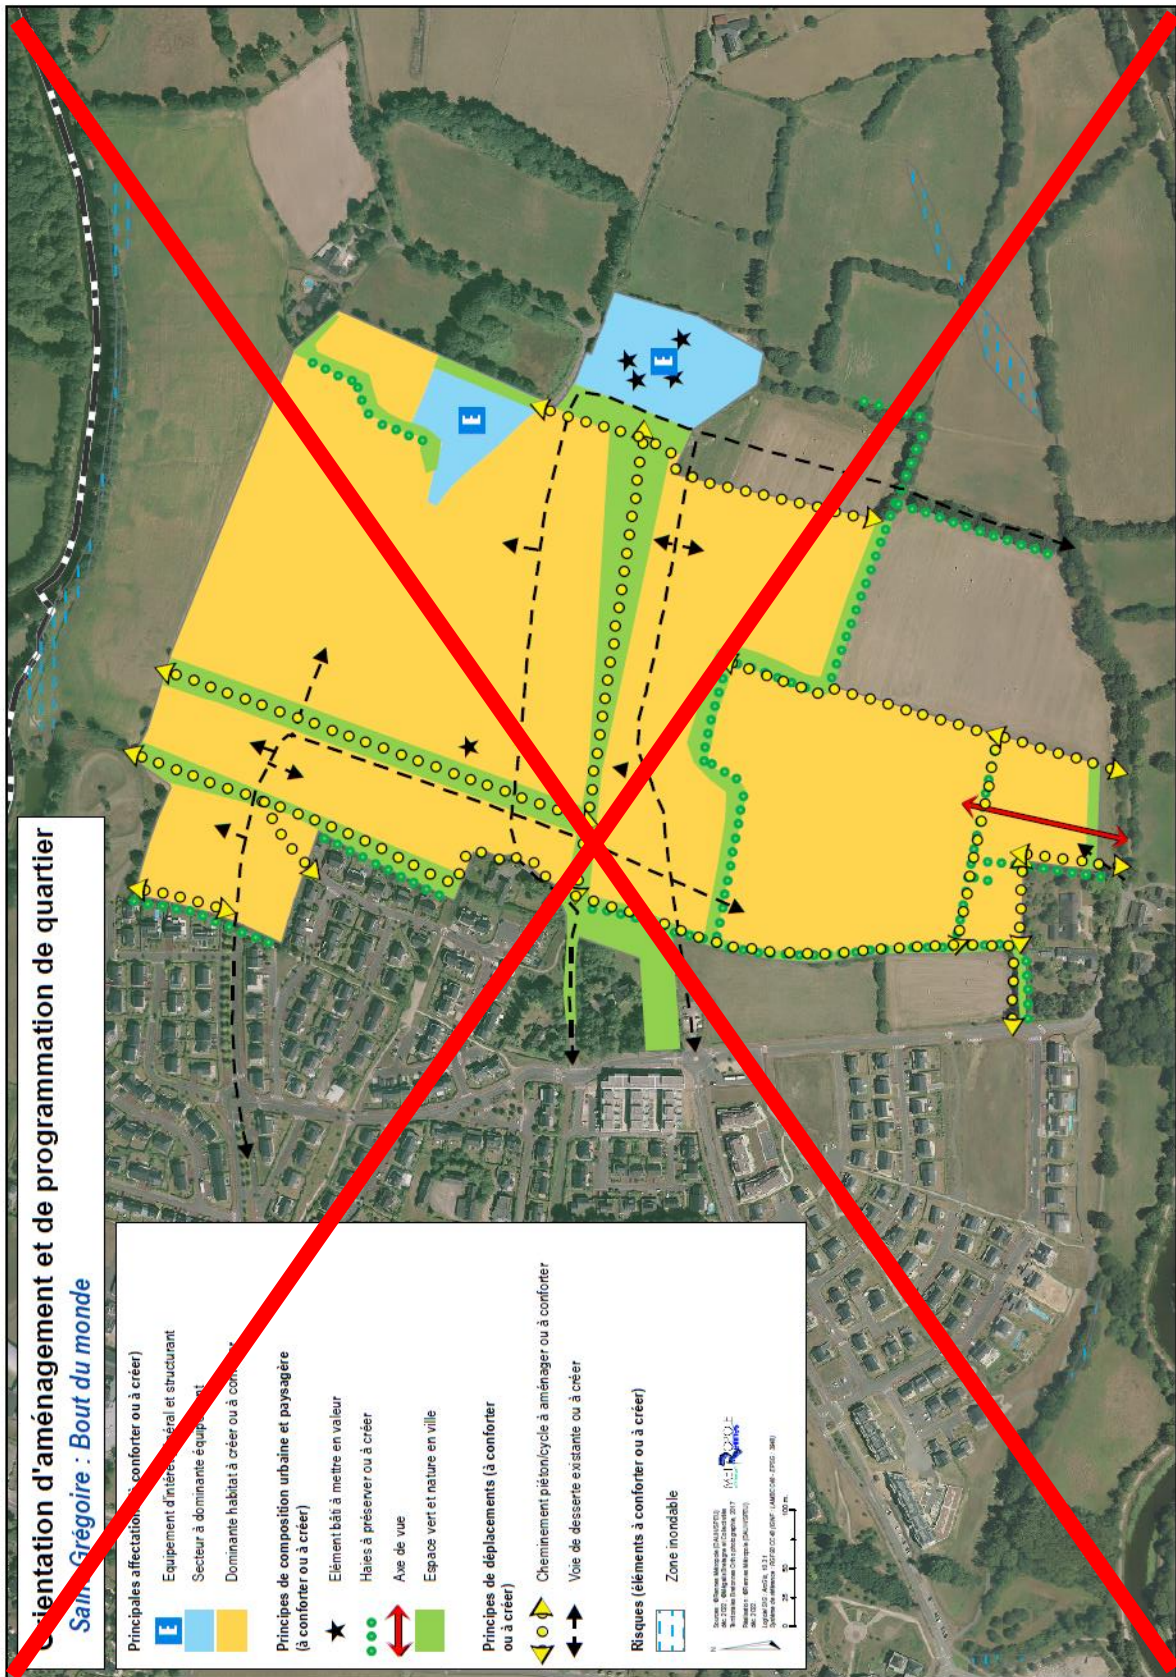 Orientation d'aménagement et de programmation de quartier
Saint-Grégoire : Bout du monde
Principales affectations (à conforter ou à créer)
E
Equipement d'intérêt général et structurant
Secteur à dominante équipement
Dominante habitat à créer ou à conforter
Principes de composition urbaine et paysagère
(à conforter ou à créer)
Elément bâti à mettre en valeur
Haies à préserver ou à créer
Axe de vue
Espace vert et nature en ville
Principes de déplacements (à conforter
ou à créer)
Cheminement piéton/cycle à aménager ou à conforter
Voie de desserte existante ou à créer
Risques (éléments à conforter ou à créer)
Zone inondable
N
0 25 50 100 m.
E
E